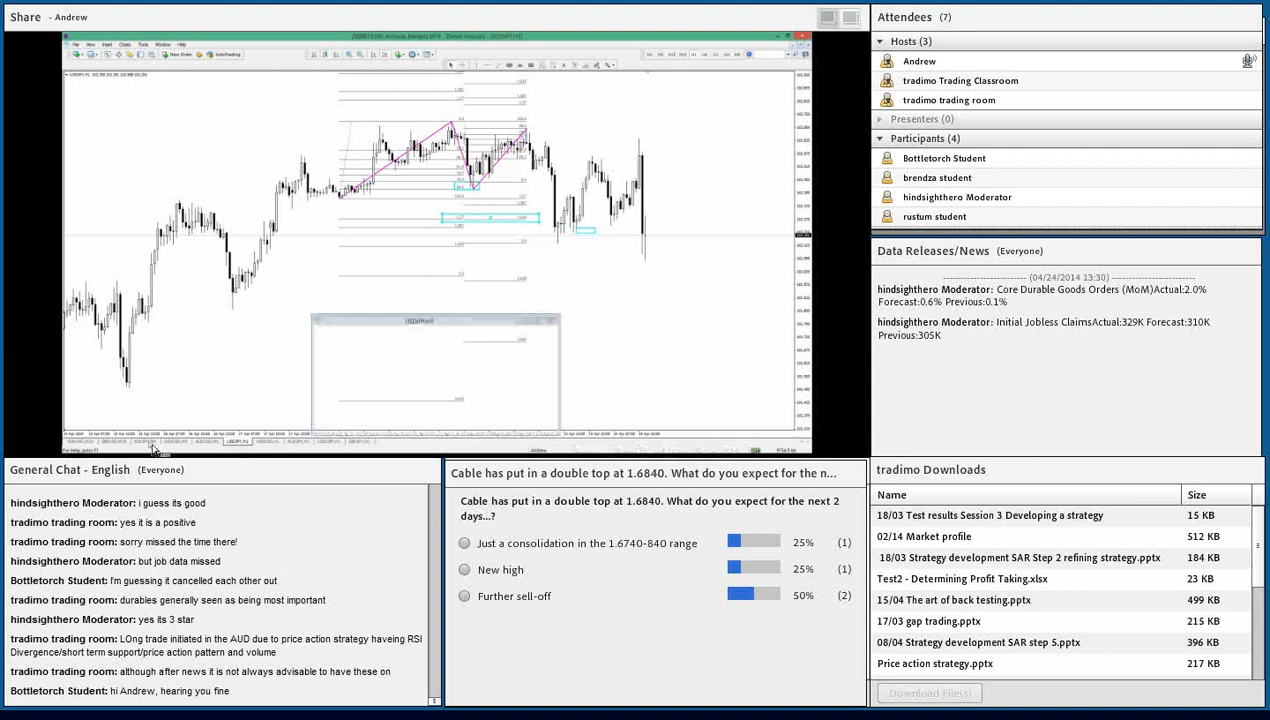 Share - Andrew
File View Insert Charts Tools Window Help
New Order AutoTrading
For Help, press F1
Attendees (7)
Hosts (3)
Andrew
tradimo Trading Classroom
tradimo trading room
Presenters (0)
Participants (4)
Bottletorch Student
brendza student
hindsighthero Moderator
rustum student
Data Releases/News (Everyone)
(04/24/2014 13:30)
hindsighthero Moderator: Core Durable Goods Orders (MoM)Actual:2.0%
Forecast:0.6% Previous:0.1%
hindsighthero Moderator: Initial Jobless ClaimsActual:329K Forecast:310K
Previous:305K
General Chat - English (Everyone)
hindsighthero Moderator: i guess its good
tradimo trading room: yes it is a positive
tradimo trading room: sorry missed the time there!
hindsighthero Moderator: but job data missed
Bottletorch Student: I'm guessing it cancelled each other out
tradimo trading room: durables generally seen as being most important
hindsighthero Moderator: yes its 3 star
tradimo trading room: LOng trade initiated in the AUD due to price action strategy haveing RSI
Divergence/short term support/price action pattern and volume
tradimo trading room: although after news it is not always advisable to have these on
Bottletorch Student: hi Andrew, hearing you fine
Cable has put in a double top at 1.6840. What do you expect for the n...
Cable has put in a double top at 1.6840. What do you expect for the next 2
days...?
Just a consolidation in the 1.6740-840 range 25% (1)
New high 25% (1)
Further sell-off 50% (2)
tradimo Downloads
Name Size
18/03 Test results Session 3 Developing a strategy 15 KB
02/14 Market profile 512 KB
18/03 Strategy development SAR Step 2 refining strategy.pptx 184 KB
Test2 - Determining Profit Taking.xlsx 23 KB
15/04 The art of back testing.pptx 499 KB
17/03 gap trading.pptx 215 KB
08/04 Strategy development SAR step 5.pptx 396 KB
Price action strategy.pptx 217 KB
Download File(s)